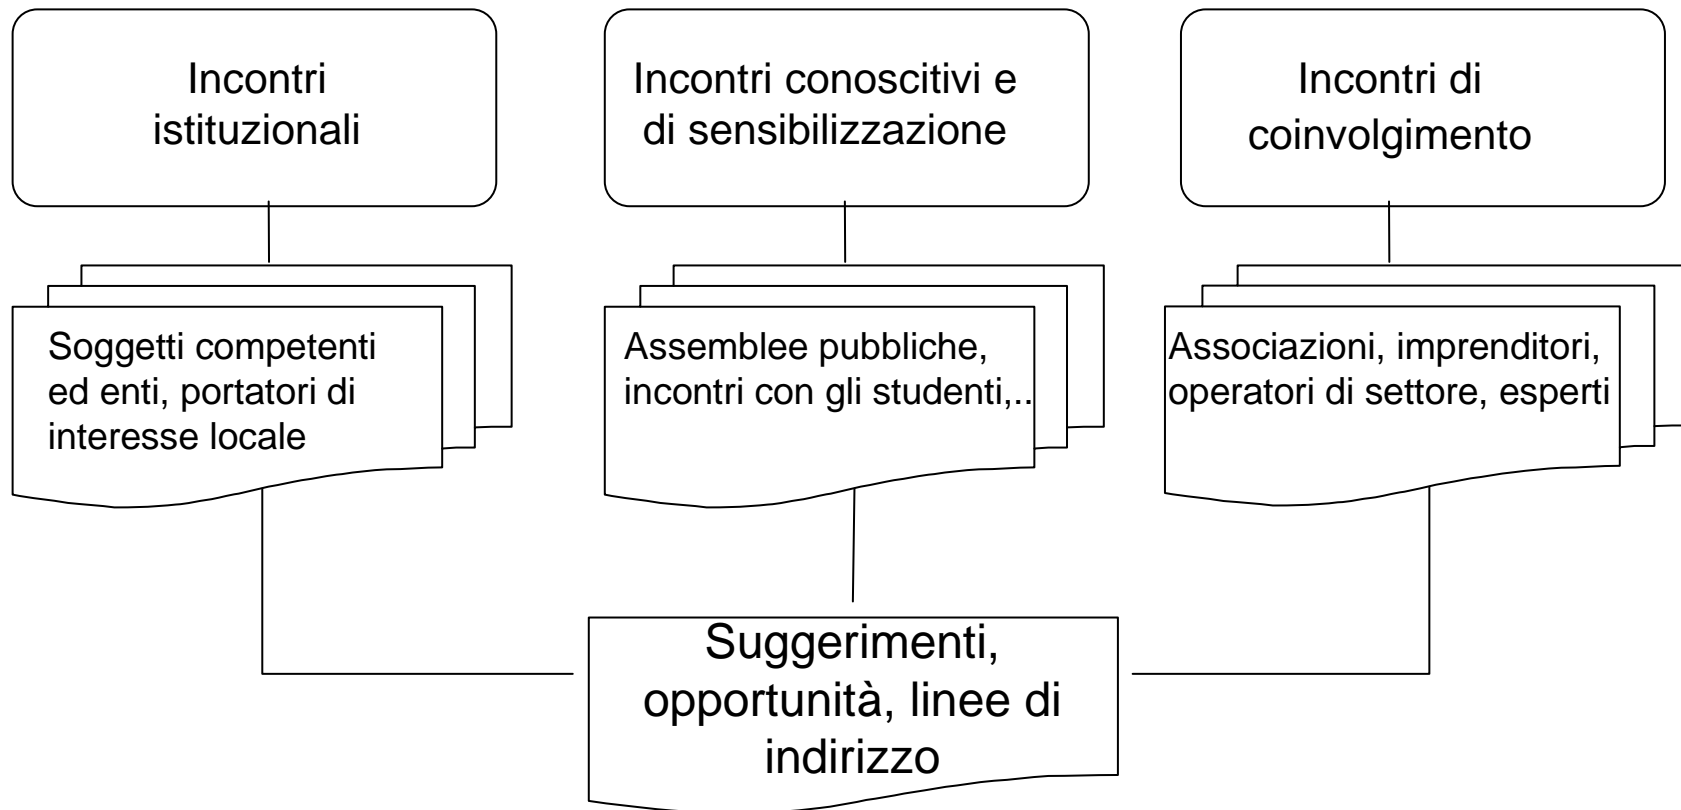 Incontri
istituzionali
Incontri conoscitivi e
di sensibilizzazione
Incontri di
coinvolgimento
Soggetti competenti
ed enti, portatori di
interesse locale
Assemblee pubbliche,
incontri con gli studenti,..
Associazioni, imprenditori,
operatori di settore, esperti
Suggerimenti,
opportunità, linee di
indirizzo